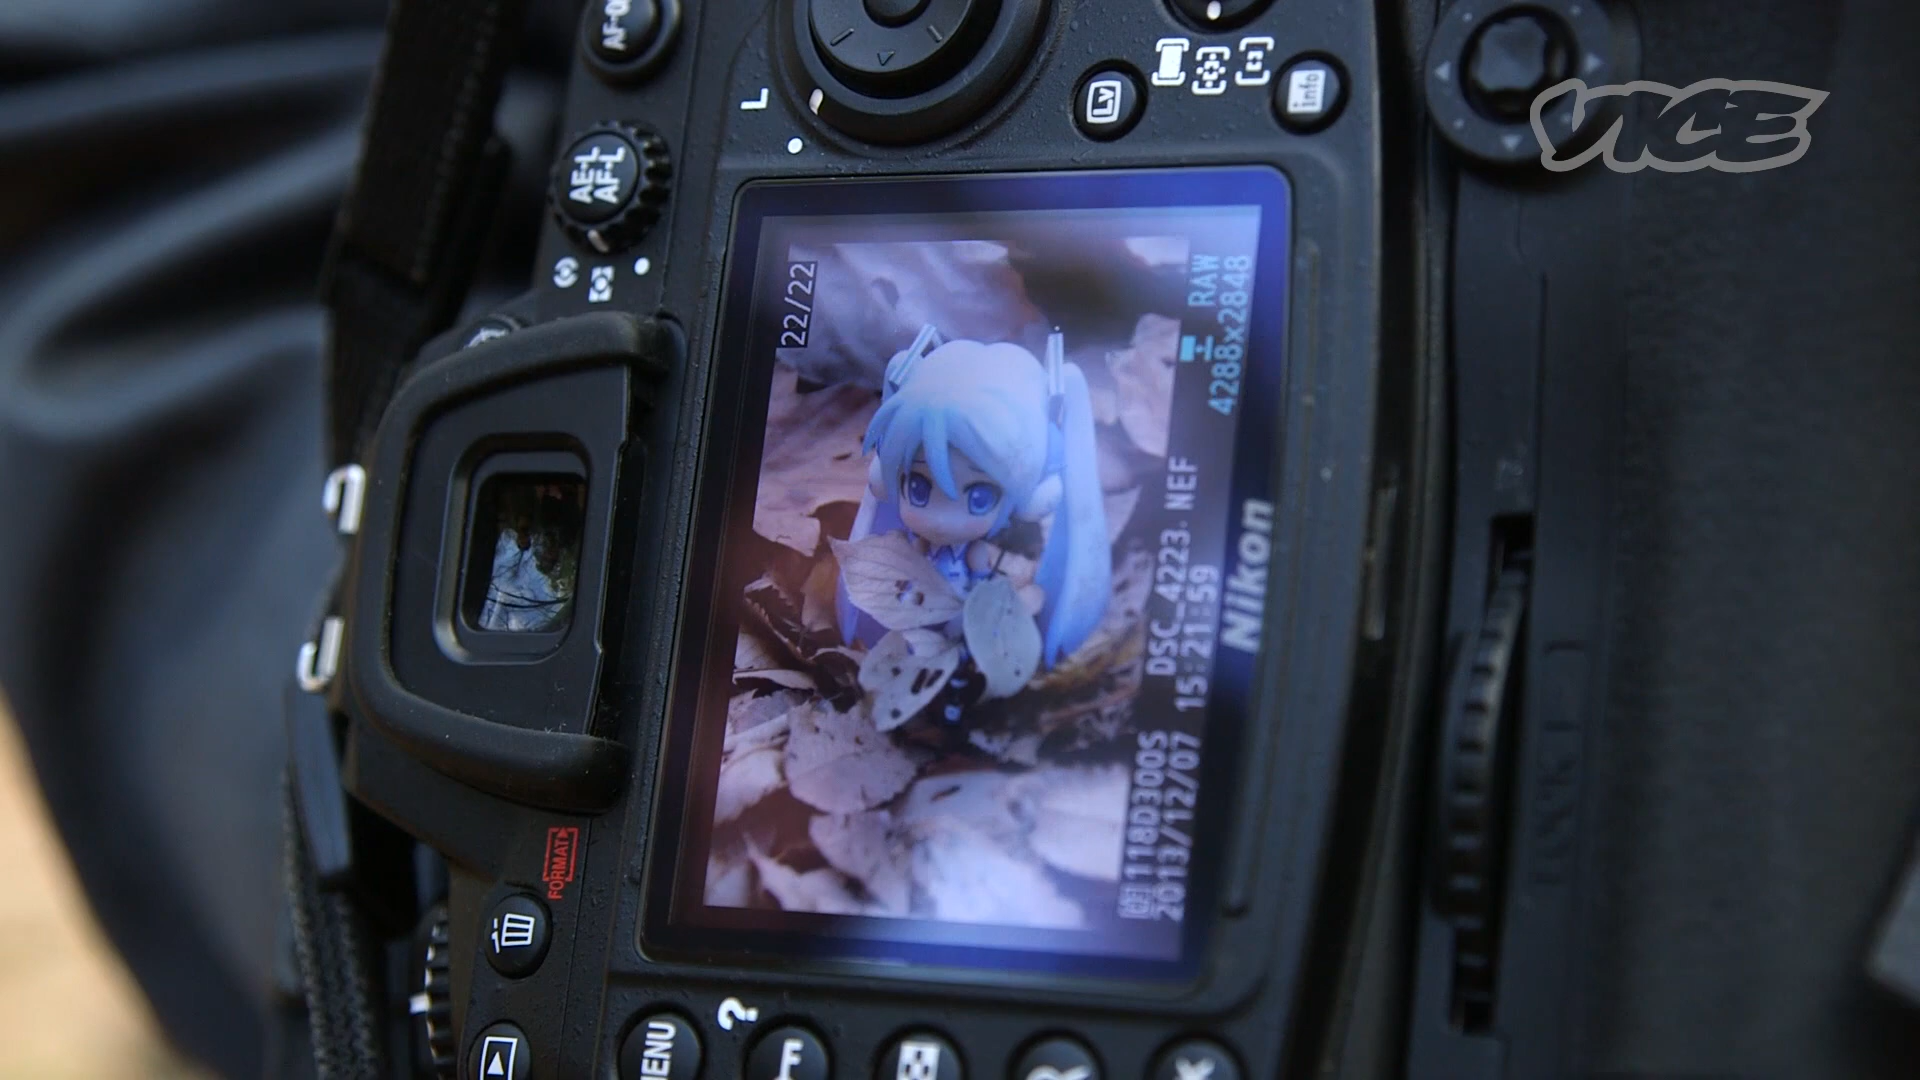 VICE
AF-O
L
Lv
info
AE-L
AF-L
22/22
RAW
4288x2848
118D300S DSC_4223.NEF
2013/12/07 15:21:59
Nikon
FORMAT
MENU
?